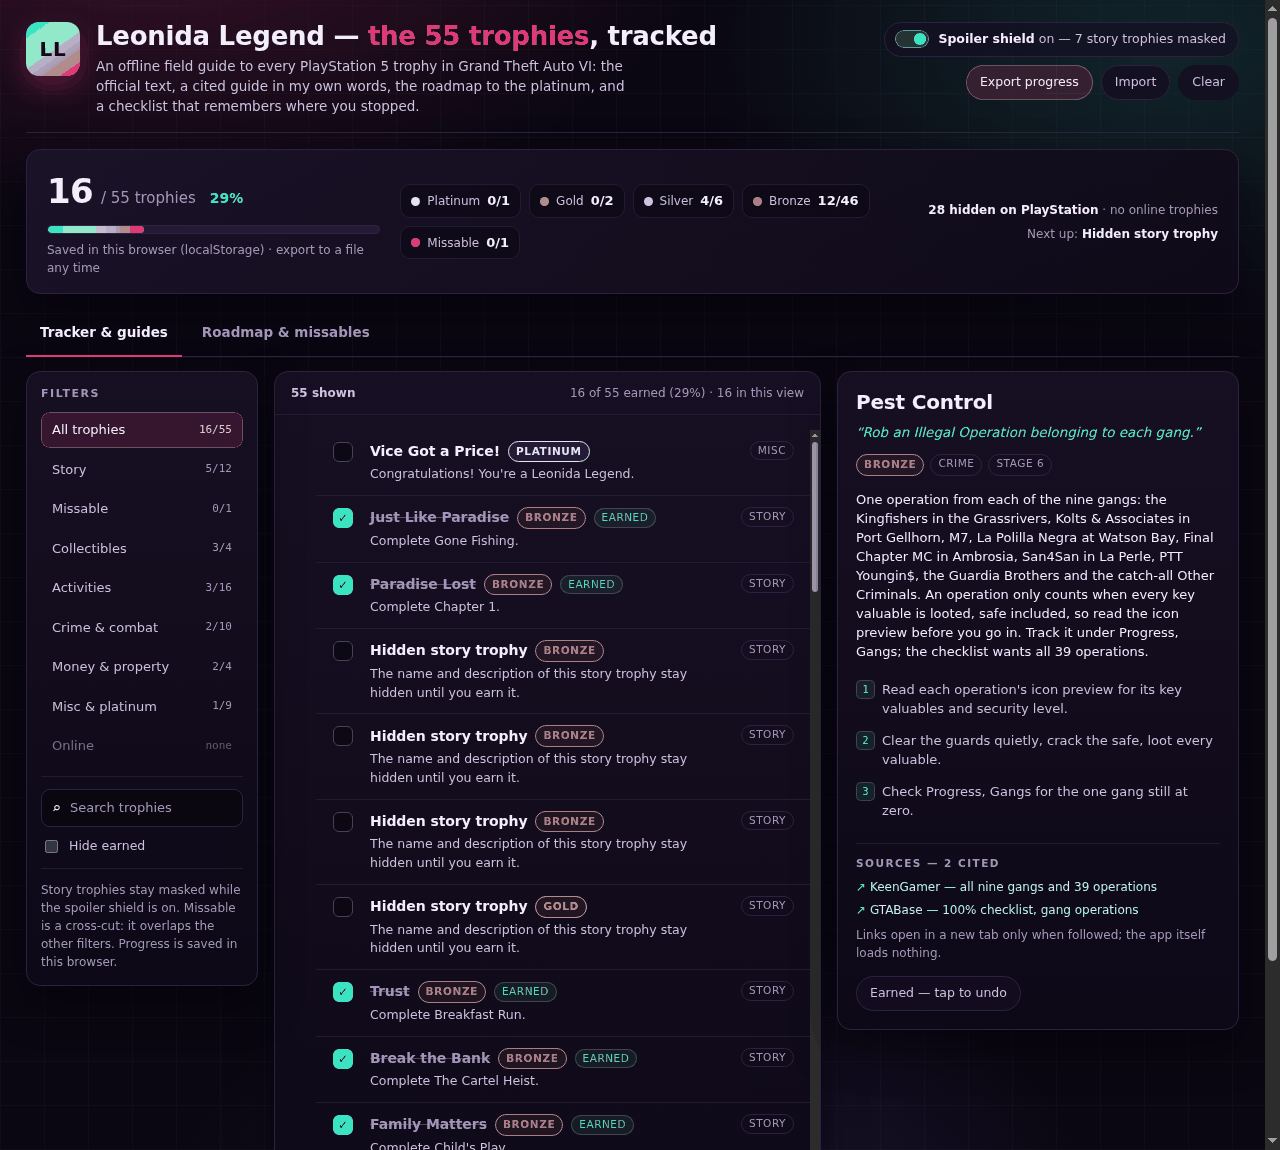 LL
Leonida Legend — the 55 trophies, tracked
An offline field guide to every PlayStation 5 trophy in Grand Theft Auto VI: the
official text, a cited guide in my own words, the roadmap to the platinum, and
a checklist that remembers where you stopped.
Spoiler shield on — 7 story trophies masked
Export progress
Import
Clear
16 / 55 trophies 29%
Saved in this browser (localStorage) · export to a file
any time
Platinum 0/1
Gold 0/2
Silver 4/6
Bronze 12/46
Missable 0/1
28 hidden on PlayStation · no online trophies
Next up: Hidden story trophy
Tracker & guides
Roadmap & missables
FILTERS
All trophies 16/55
Story 5/12
Missable 0/1
Collectibles 3/4
Activities 3/16
Crime & combat 2/10
Money & property 2/4
Misc & platinum 1/9
Online none
Search trophies
Hide earned
Story trophies stay masked while
the spoiler shield is on. Missable
is a cross-cut: it overlaps the
other filters. Progress is saved in
this browser.
55 shown
16 of 55 earned (29%) · 16 in this view
Vice Got a Price! PLATINUM MISC
Congratulations! You're a Leonida Legend.
✓ Just Like Paradise BRONZE EARNED STORY
Complete Gone Fishing.
✓ Paradise Lost BRONZE EARNED STORY
Complete Chapter 1.
Hidden story trophy BRONZE STORY
The name and description of this story trophy stay
hidden until you earn it.
Hidden story trophy BRONZE STORY
The name and description of this story trophy stay
hidden until you earn it.
Hidden story trophy BRONZE STORY
The name and description of this story trophy stay
hidden until you earn it.
Hidden story trophy GOLD STORY
The name and description of this story trophy stay
hidden until you earn it.
✓ Trust BRONZE EARNED STORY
Complete Breakfast Run.
✓ Break the Bank BRONZE EARNED STORY
Complete The Cartel Heist.
✓ Family Matters BRONZE EARNED STORY
Complete Child's Play.
Pest Control
“Rob an Illegal Operation belonging to each gang.”
BRONZE CRIME STAGE 6
One operation from each of the nine gangs: the
Kingfishers in the Grassrivers, Kolts & Associates in
Port Gellhorn, M7, La Polilla Negra at Watson Bay, Final
Chapter MC in Ambrosia, San4San in La Perle, PTT
Youngin$, the Guardia Brothers and the catch-all Other
Criminals. An operation only counts when every key
valuable is looted, safe included, so read the icon
preview before you go in. Track it under Progress,
Gangs; the checklist wants all 39 operations.
1 Read each operation's icon preview for its key
valuables and security level.
2 Clear the guards quietly, crack the safe, loot every
valuable.
3 Check Progress, Gangs for the one gang still at
zero.
SOURCES — 2 CITED
↗ KeenGamer — all nine gangs and 39 operations
↗ GTABase — 100% checklist, gang operations
Links open in a new tab only when followed; the app itself
loads nothing.
Earned — tap to undo